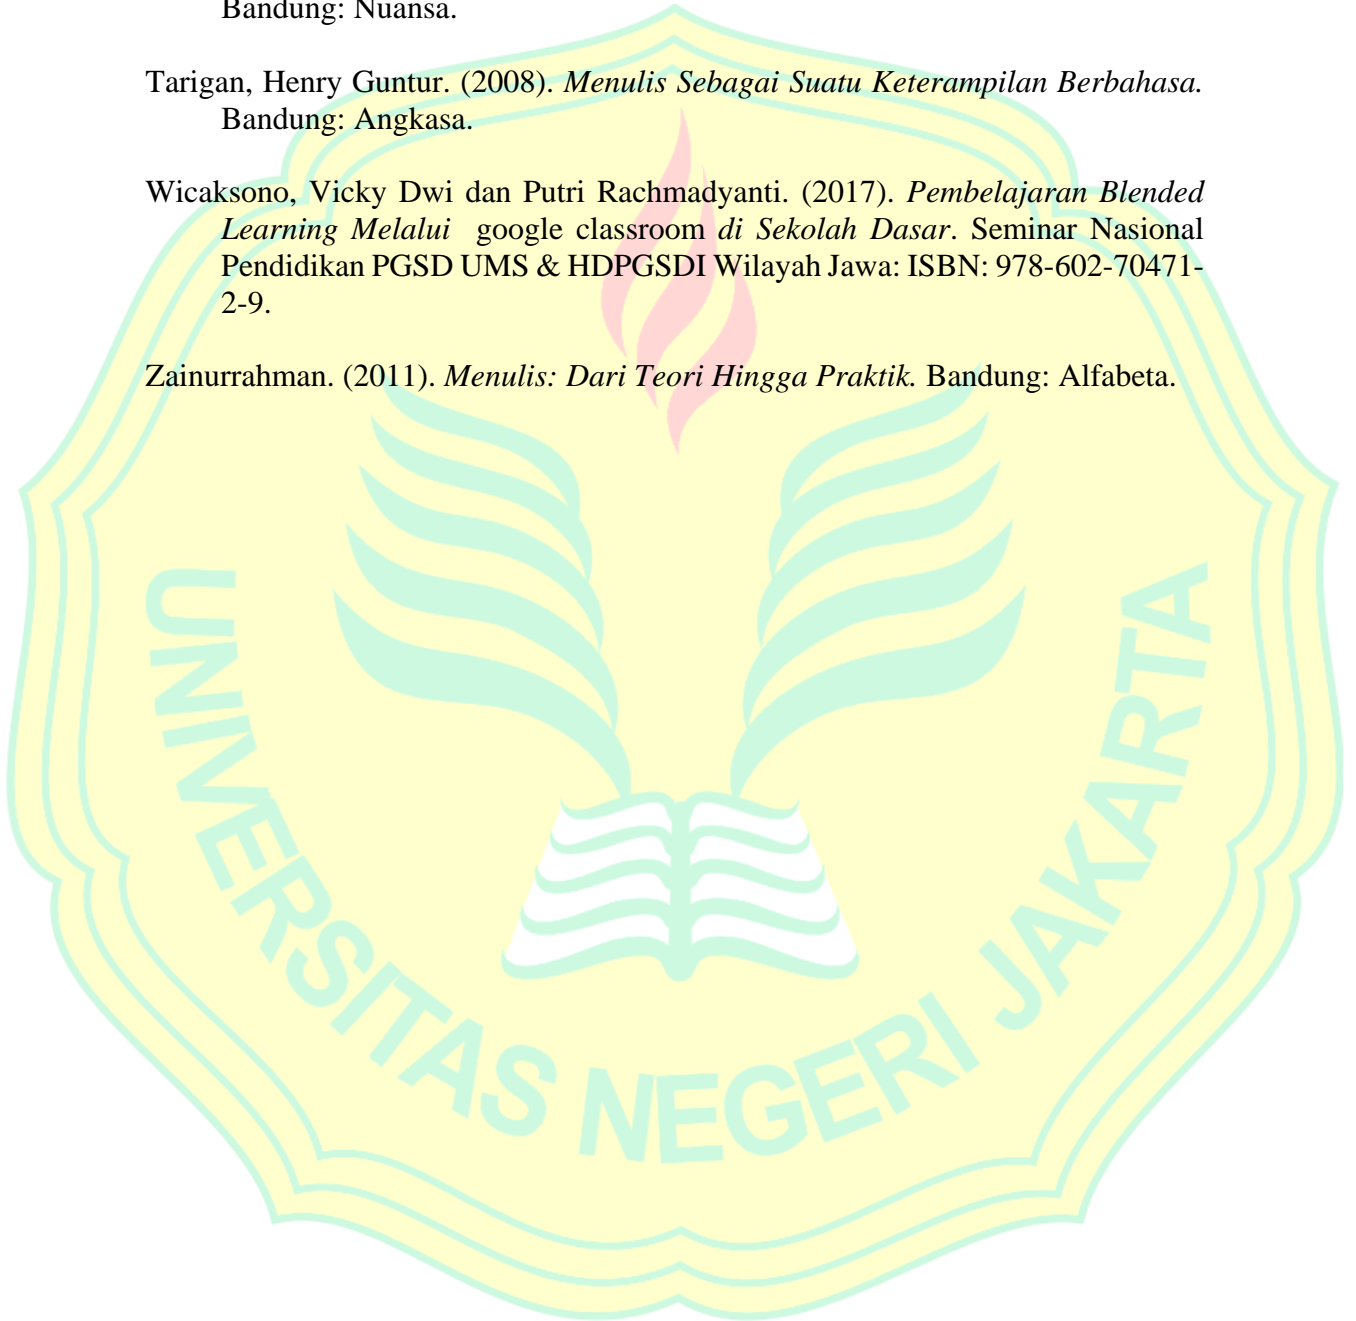 Bandung: Nuansa.
Tarigan, Henry Guntur. (2008). Menulis Sebagai Suatu Keterampilan Berbahasa.
Bandung: Angkasa.
Wicaksono, Vicky Dwi dan Putri Rachmadyanti. (2017). Pembelajaran Blended
Learning Melalui google classroom di Sekolah Dasar. Seminar Nasional
Pendidikan PGSD UMS & HDPGSDI Wilayah Jawa: ISBN: 978-602-70471-
2-9.
Zainurrahman. (2011). Menulis: Dari Teori Hingga Praktik. Bandung: Alfabeta.
UNIVERSITAS NEGERI JAKARTA